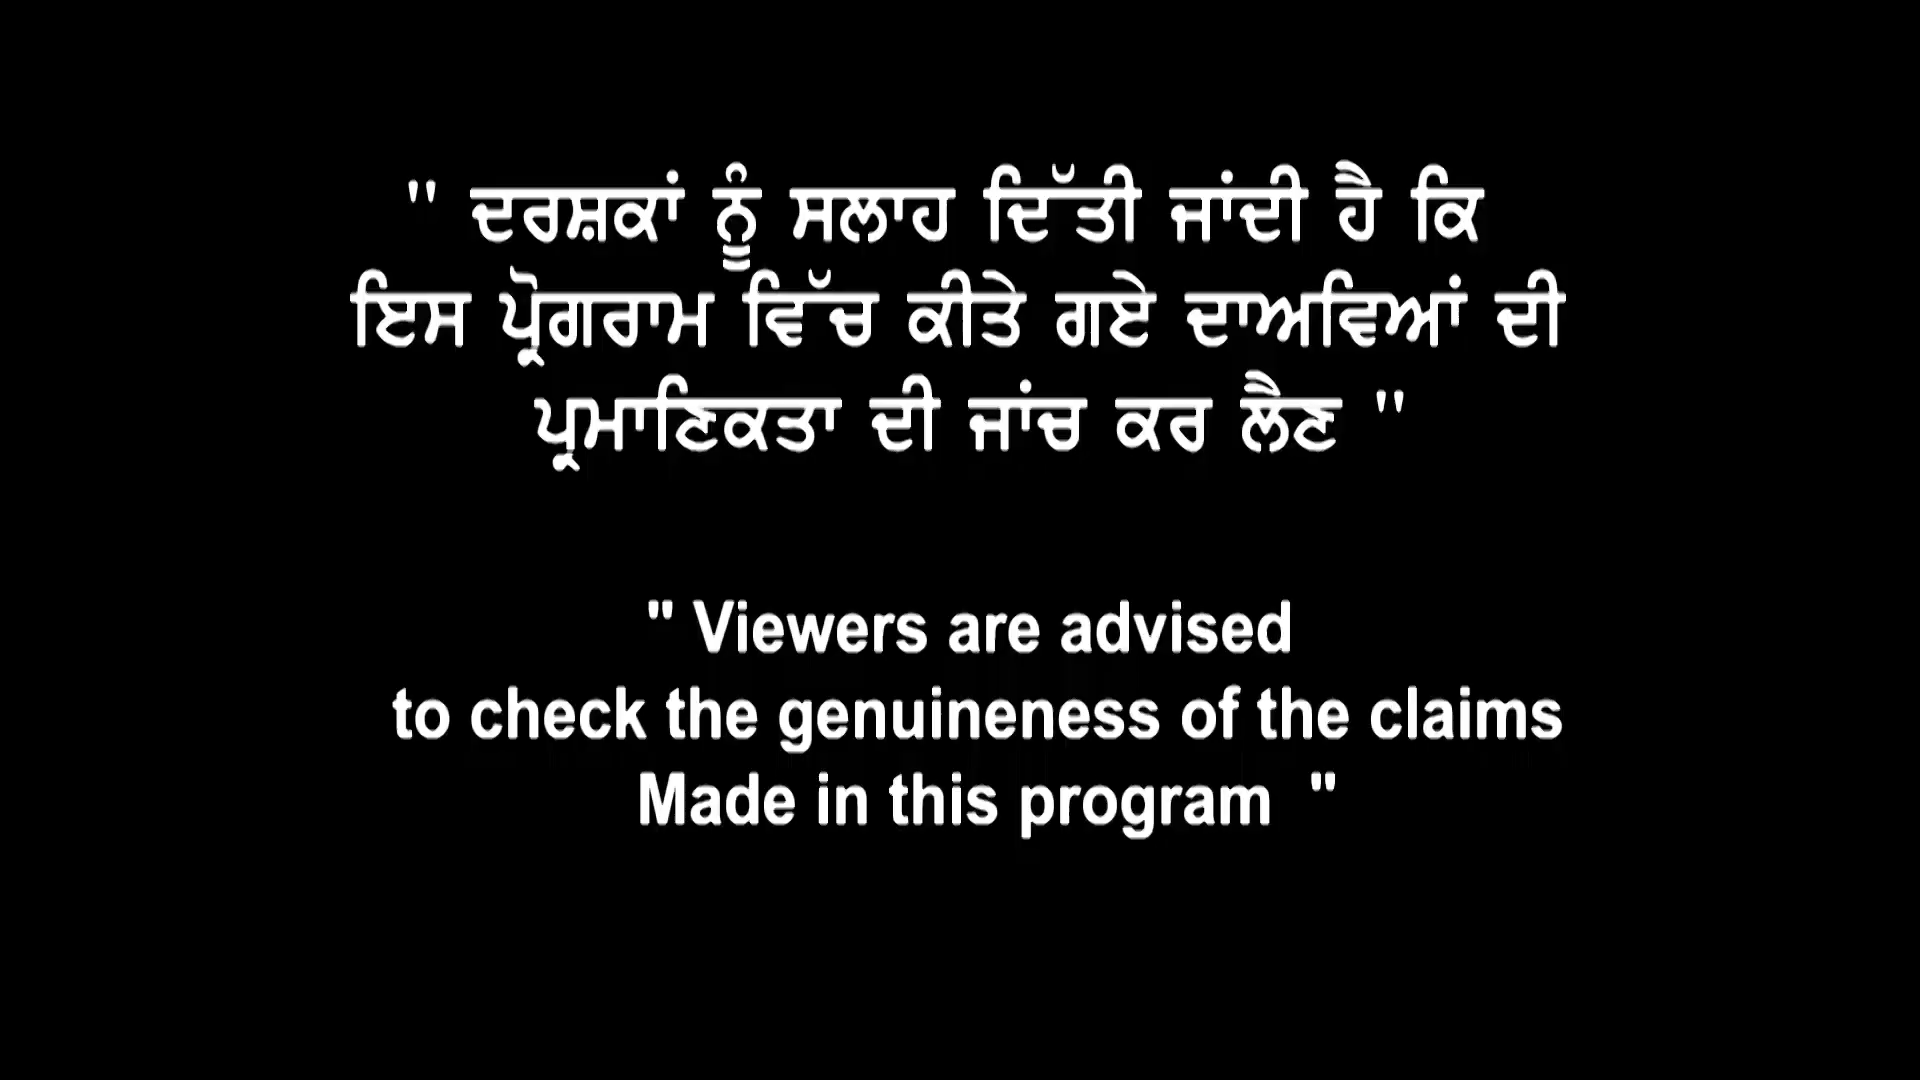 " ਦਰਸ਼ਕਾਂ ਨੂੰ ਸਲਾਹ ਦਿੱਤੀ ਜਾਂਦੀ ਹੈ ਕਿ
ਇਸ ਪ੍ਰੋਗਰਾਮ ਵਿੱਚ ਕੀਤੇ ਗਏ ਦਾਅਵਿਆਂ ਦੀ
ਪ੍ਰਮਾਣਿਕਤਾ ਦੀ ਜਾਂਚ ਕਰ ਲੈਣ "
" Viewers are advised
to check the genuineness of the claims
Made in this program "